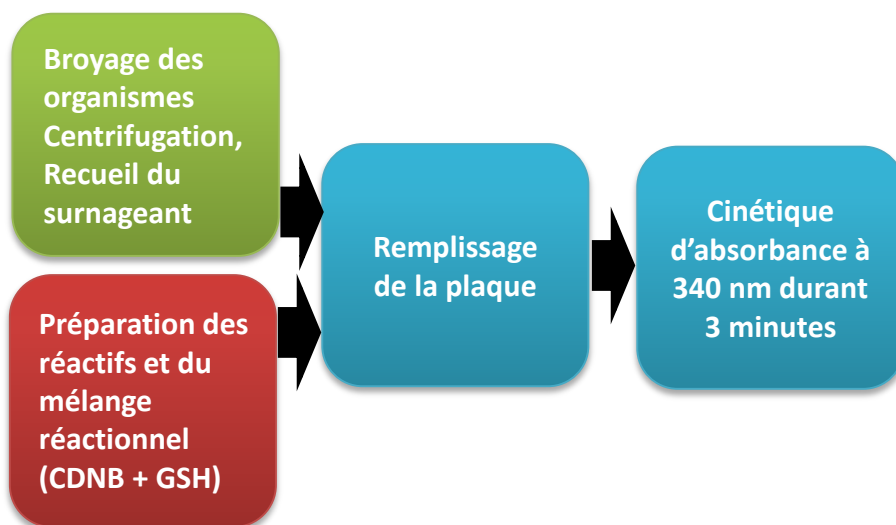 Broyage des
organismes
Centrifugation,
Recueil du
surnageant
Préparation des
réactifs et du
mélange
réactionnel
(CDNB + GSH)
Remplissage
de la plaque
Cinétique
d’absorbance à
340 nm durant
3 minutes